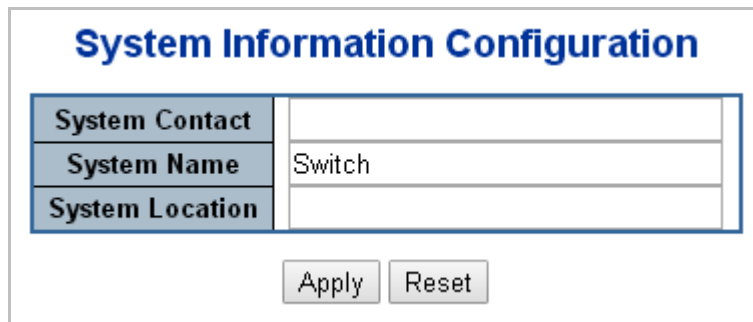 System Information Configuration
System Contact
System Name Switch
System Location
Apply Reset